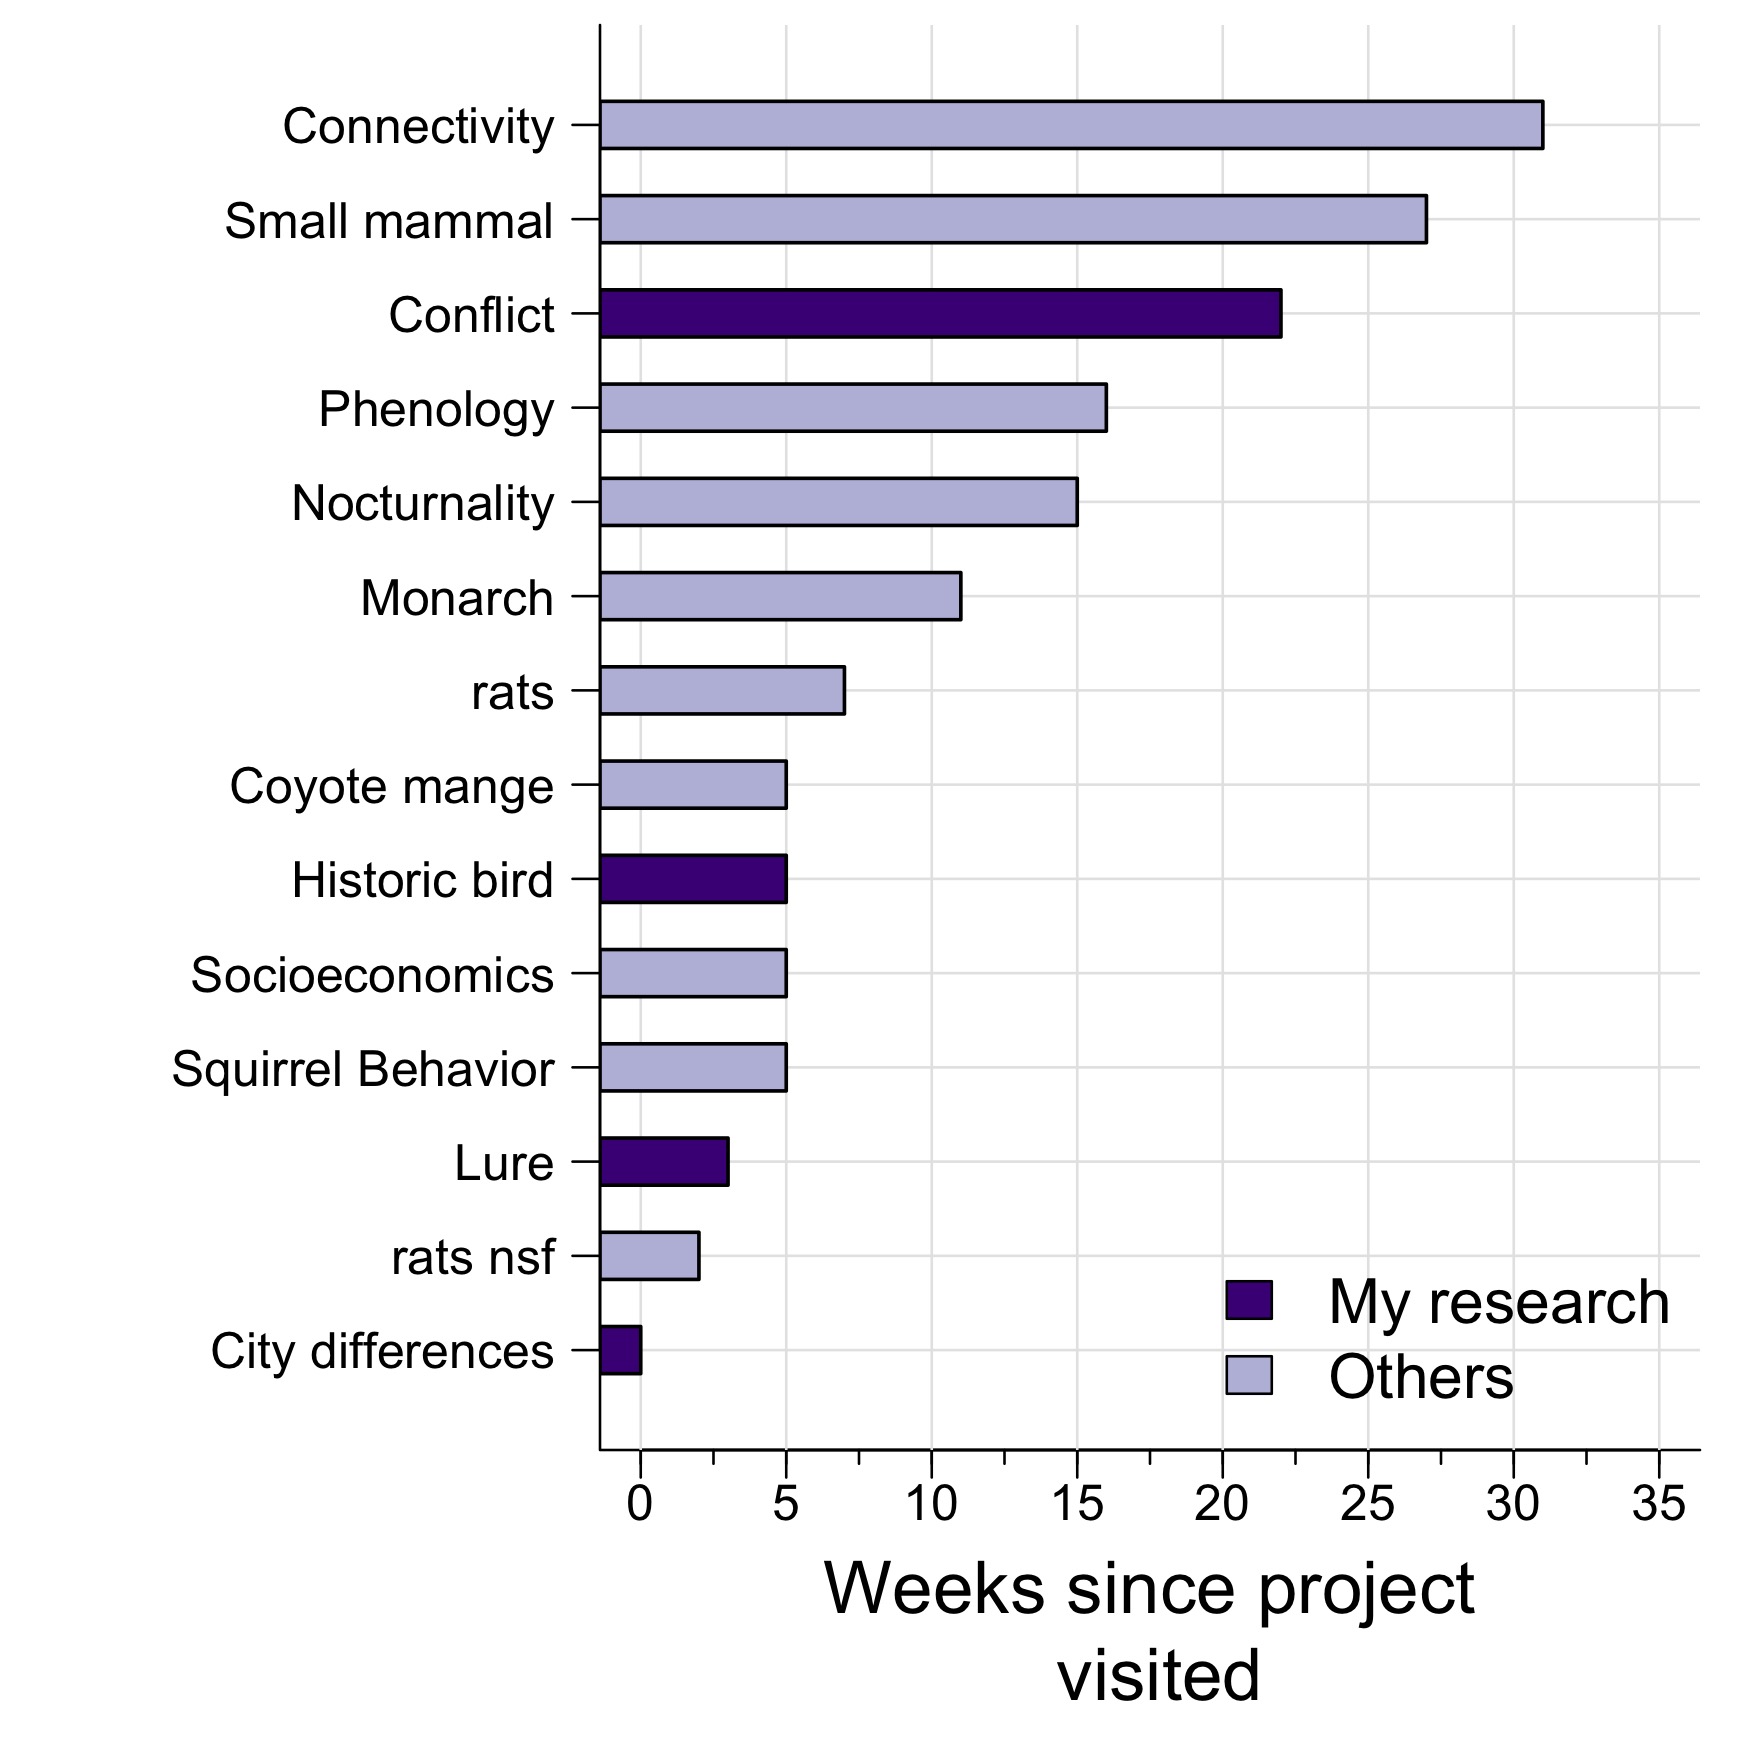 Connectivity
Small mammal
Conflict
Phenology
Nocturnality
Monarch
rats
Coyote mange
Historic bird
Socioeconomics
Squirrel Behavior
Lure
rats nsf
City differences
My research
Others
0 5 10 15 20 25 30 35
Weeks since project
visited